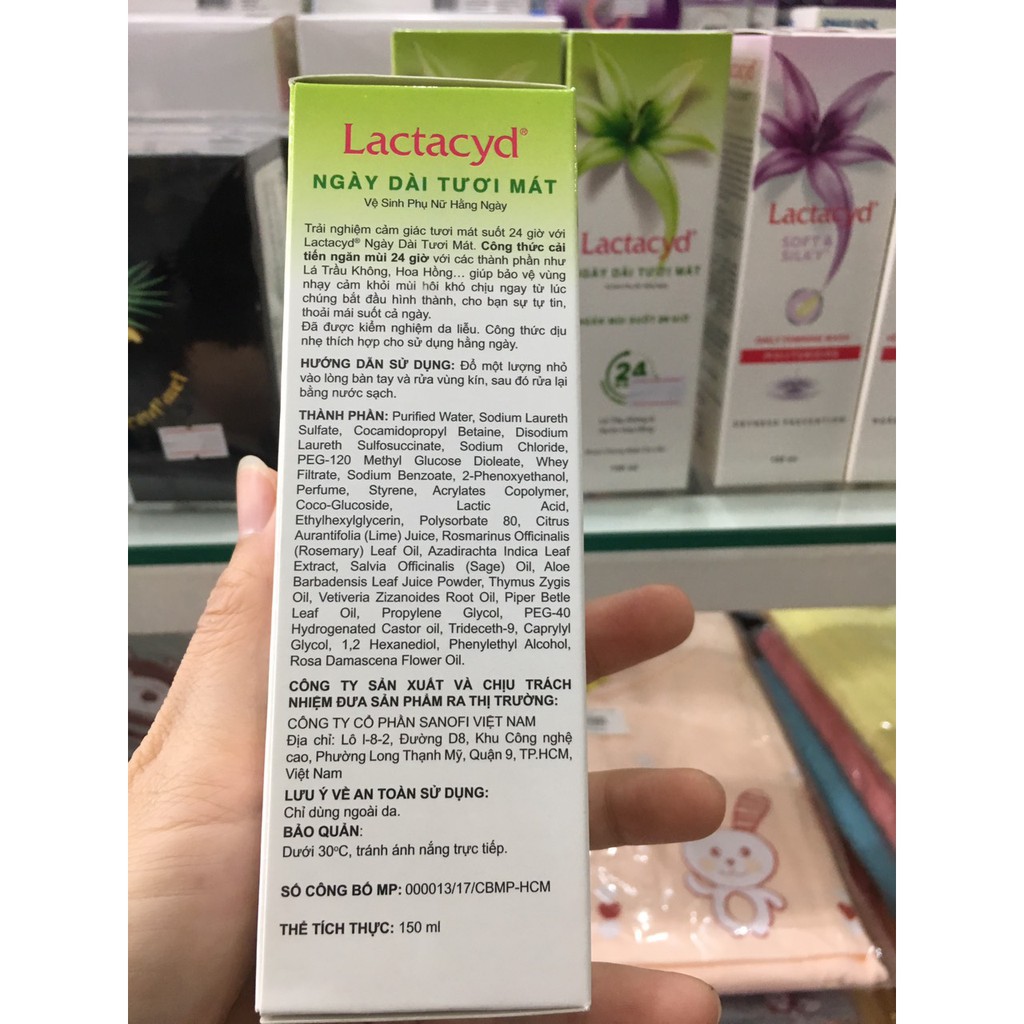 Lactacyd®
NGÀY DÀI TƯƠI MÁT
Vệ Sinh Phụ Nữ Hằng Ngày
Trải nghiệm cảm giác tươi mát suốt 24 giờ với
Lactacyd® Ngày Dài Tươi Mát. Công thức cải
tiến ngăn mùi 24 giờ với các thành phần như
Lá Trầu Không, Hoa Hồng... giúp bảo vệ vùng
nhạy cảm khỏi mùi hôi khó chịu ngay từ lúc
chúng bắt đầu hình thành, cho bạn sự tự tin,
thoải mái suốt cả ngày.
Đã được kiểm nghiệm da liễu. Công thức dịu
nhẹ thích hợp cho sử dụng hằng ngày.
HƯỚNG DẪN SỬ DỤNG: Đổ một lượng nhỏ
vào lòng bàn tay và rửa vùng kín, sau đó rửa lại
bằng nước sạch.
THÀNH PHẦN: Purified Water, Sodium Laureth
Sulfate, Cocamidopropyl Betaine, Disodium
Laureth Sulfosuccinate, Sodium Chloride,
PEG-120 Methyl Glucose Dioleate, Whey
Filtrate, Sodium Benzoate, 2-Phenoxyethanol,
Perfume, Styrene, Acrylates Copolymer,
Coco-Glucoside, Lactic Acid,
Ethylhexylglycerin, Polysorbate 80, Citrus
Aurantifolia (Lime) Juice, Rosmarinus Officinalis
(Rosemary) Leaf Oil, Azadirachta Indica Leaf
Extract, Salvia Officinalis (Sage) Oil, Aloe
Barbadensis Leaf Juice Powder, Thymus Zygis
Oil, Vetiveria Zizanoides Root Oil, Piper Betle
Leaf Oil, Propylene Glycol, PEG-40
Hydrogenated Castor oil, Trideceth-9, Caprylyl
Glycol, 1,2 Hexanediol, Phenylethyl Alcohol,
Rosa Damascena Flower Oil.
CÔNG TY SẢN XUẤT VÀ CHỊU TRÁCH
NHIỆM ĐƯA SẢN PHẨM RA THỊ TRƯỜNG:
CÔNG TY CỔ PHẦN SANOFI VIỆT NAM
Địa chỉ: Lô I-8-2, Đường D8, Khu Công nghệ
cao, Phường Long Thạnh Mỹ, Quận 9, TP.HCM,
Việt Nam
LƯU Ý VỀ AN TOÀN SỬ DỤNG:
Chỉ dùng ngoài da.
BẢO QUẢN:
Dưới 30ºC, tránh ánh nắng trực tiếp.
SỐ CÔNG BỐ MP: 000013/17/CBMP-HCM
THỂ TÍCH THỰC: 150 ml
Lactacyd®
NGÀY DÀI TƯƠI MÁT
NGĂN MÙI SUỐT 24 GIỜ
24
Lactacyd®
SOFT &
SILKY
DAILY FEMININE WASH
MOISTURIZING
DRYNESS PREVENTION